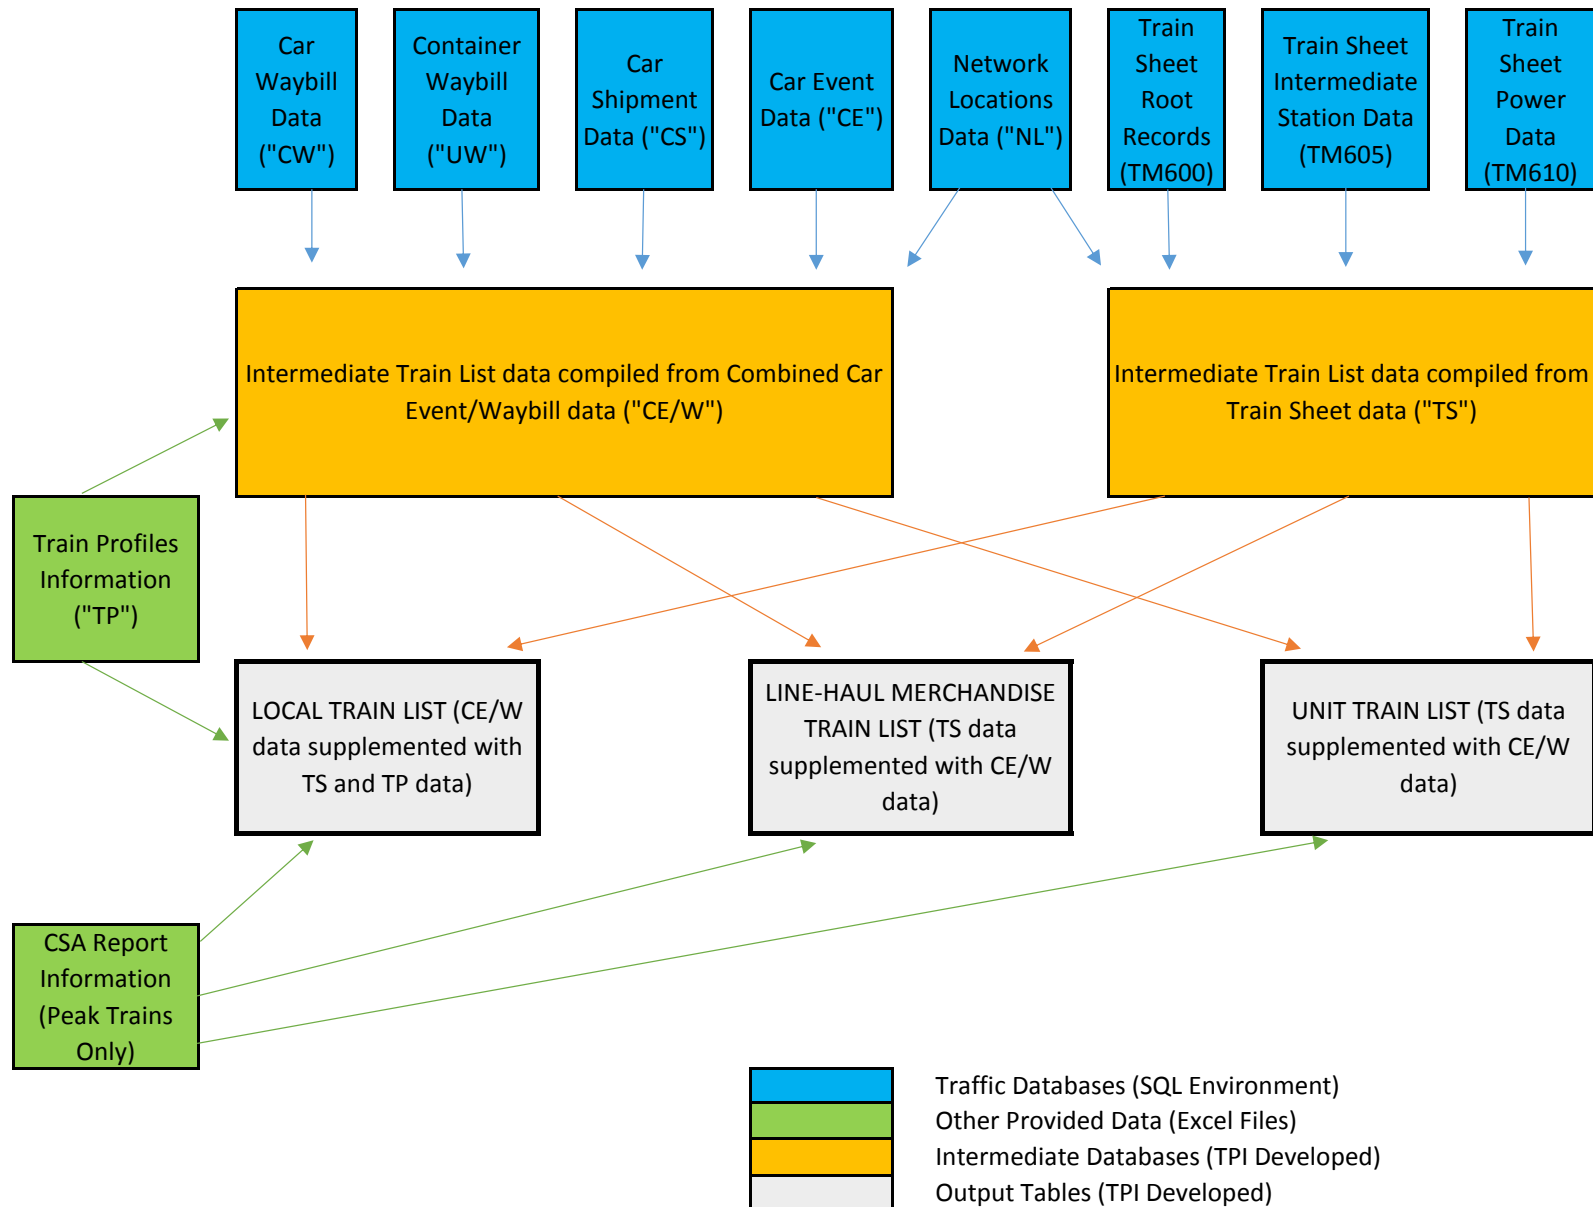 Car
Waybill
Data
("CW")
Container
Waybill
Data
("UW")
Car
Shipment
Data ("CS")
Car Event
Data ("CE")
Network
Locations
Data ("NL")
Train
Sheet
Root
Records
(TM600)
Train Sheet
Intermediate
Station Data
(TM605)
Train
Sheet
Power
Data
(TM610)
Intermediate Train List data compiled from Combined Car
Event/Waybill data ("CE/W")
Intermediate Train List data compiled from
Train Sheet data ("TS")
Train Profiles
Information
("TP")
LOCAL TRAIN LIST (CE/W
data supplemented with
TS and TP data)
LINE-HAUL MERCHANDISE
TRAIN LIST (TS data
supplemented with CE/W
data)
UNIT TRAIN LIST (TS data
supplemented with CE/W
data)
CSA Report
Information
(Peak Trains
Only)
Traffic Databases (SQL Environment)
Other Provided Data (Excel Files)
Intermediate Databases (TPI Developed)
Output Tables (TPI Developed)